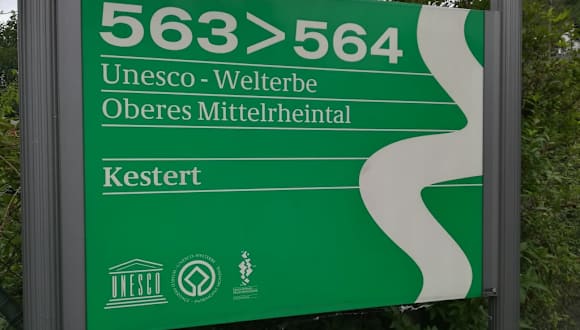 563>564
Unesco - Welterbe
Oberes Mittelrheintal
Kestert
UNESCO